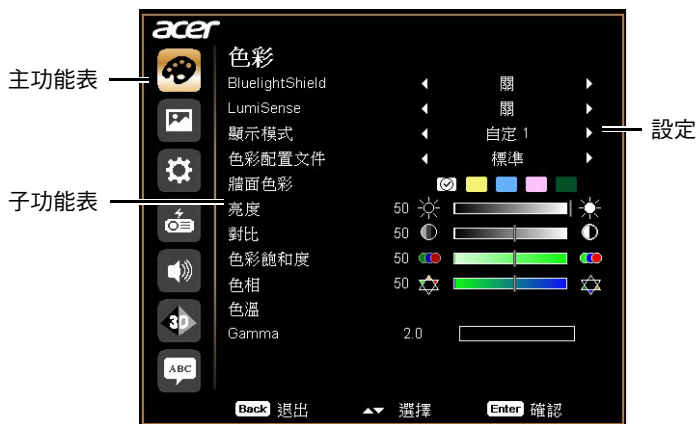 acer
色彩
主功能表
BluelightShield 關
LumiSense 關
顯示模式 自定 1
設定
色彩配置文件 標準
牆面色彩
子功能表
亮度 50
對比 50
色彩飽和度 50
色相 50
色溫
Gamma 2.0
3D
ABC
Back 退出 選擇 Enter 確認